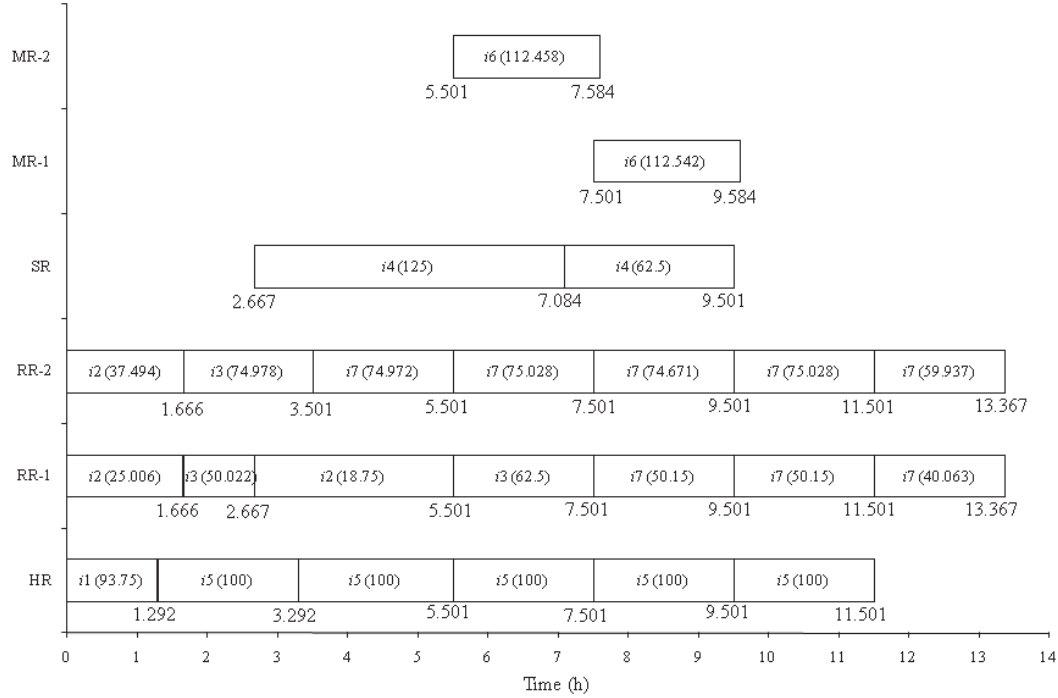 MR-2
i6 (112.458)
5.501 7.584
MR-1
i6 (112.542)
7.501 9.584
SR
i4 (125) i4 (62.5)
2.667 7.084 9.501
RR-2
i2 (37.494) i3 (74.978) i7 (74.972) i7 (75.028) i7 (74.671) i7 (75.028) i7 (59.937)
1.666 3.501 5.501 7.501 9.501 11.501 13.367
RR-1
i2 (25.006) i3 (50.022) i2 (18.75) i3 (62.5) i7 (50.15) i7 (50.15) i7 (40.063)
1.666 2.667 5.501 7.501 9.501 11.501 13.367
HR
i1 (93.75) i5 (100) i5 (100) i5 (100) i5 (100) i5 (100)
1.292 3.292 5.501 7.501 9.501 11.501
0 1 2 3 4 5 6 7 8 9 10 11 12 13 14
Time (h)